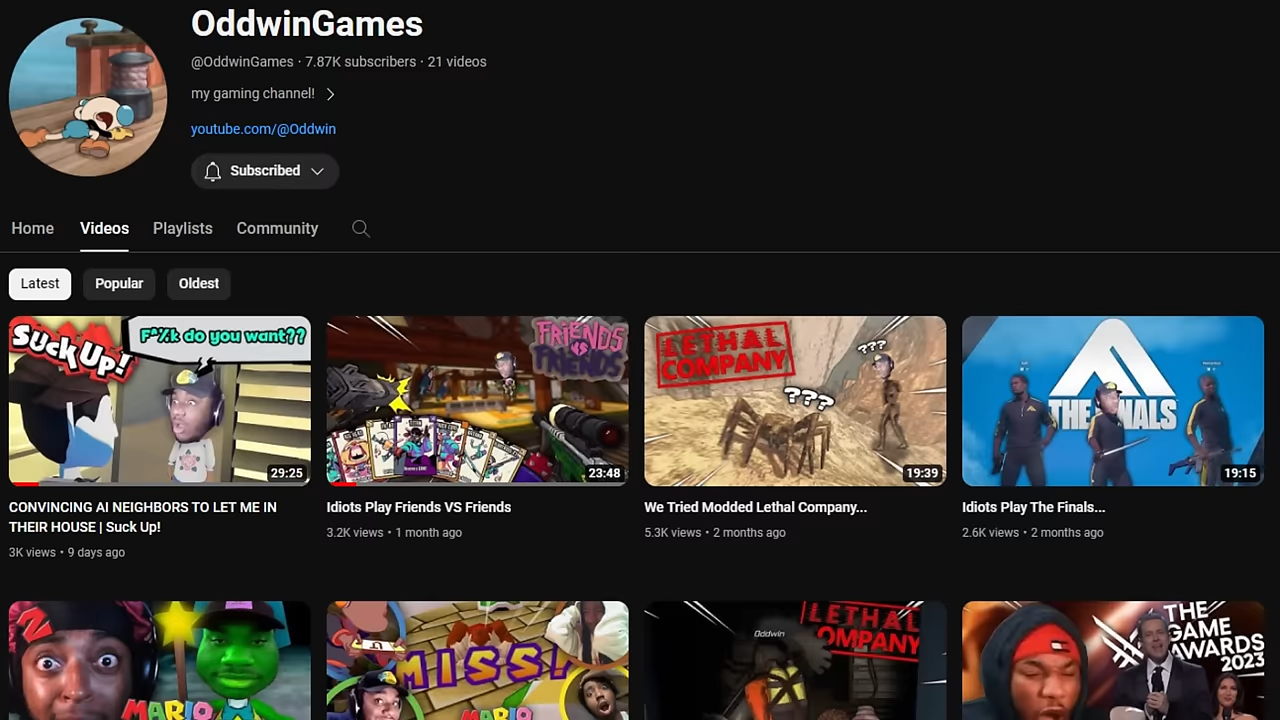 OddwinGames
@OddwinGames · 7.87K subscribers · 21 videos
my gaming channel!
youtube.com/@Oddwin
Subscribed
Home Videos Playlists Community
Latest Popular Oldest
Suck Up!
F*%k do you want??
29:25
FRIENDS
VS
FRIENDS
23:48
LETHAL
COMPANY
???
???
19:39
THE FINALS
19:15
CONVINCING AI NEIGHBORS TO LET ME IN
THEIR HOUSE | Suck Up!
3K views • 9 days ago
Idiots Play Friends VS Friends
3.2K views • 1 month ago
We Tried Modded Lethal Company...
5.3K views • 2 months ago
Idiots Play The Finals...
2.6K views • 2 months ago
2
MARIO
MISS!
MARIO
Oddwin
LETHAL
COMPANY
THE
GAME
AWARDS
2023